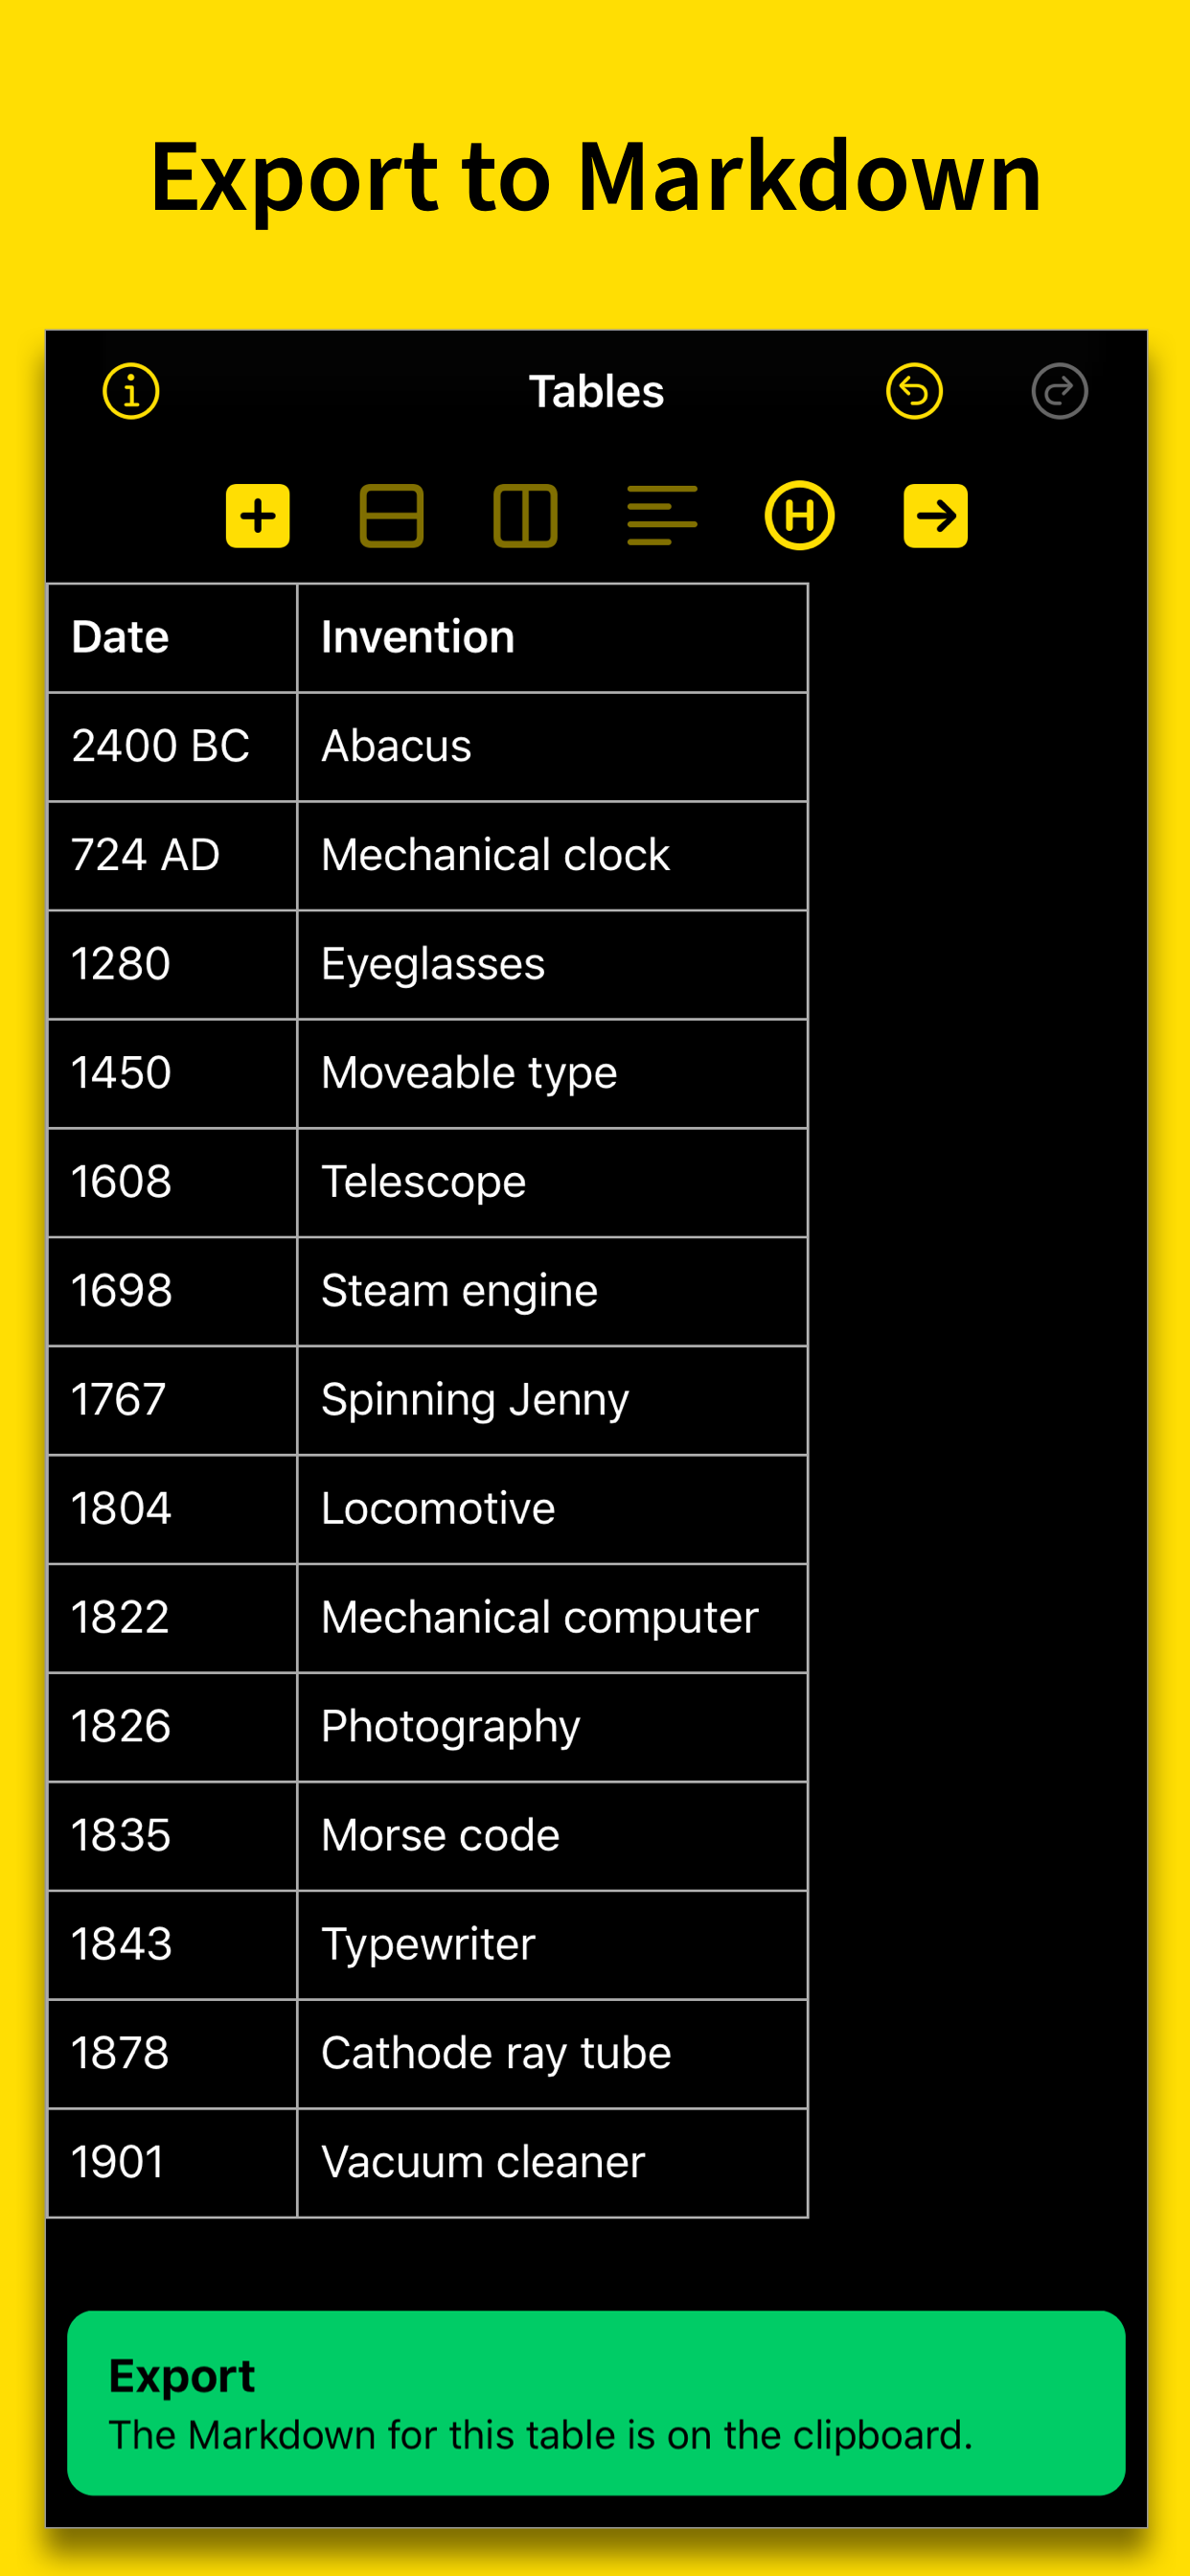 Export to Markdown
Tables
H
Date Invention
2400 BC Abacus
724 AD Mechanical clock
1280 Eyeglasses
1450 Moveable type
1608 Telescope
1698 Steam engine
1767 Spinning Jenny
1804 Locomotive
1822 Mechanical computer
1826 Photography
1835 Morse code
1843 Typewriter
1878 Cathode ray tube
1901 Vacuum cleaner
Export
The Markdown for this table is on the clipboard.